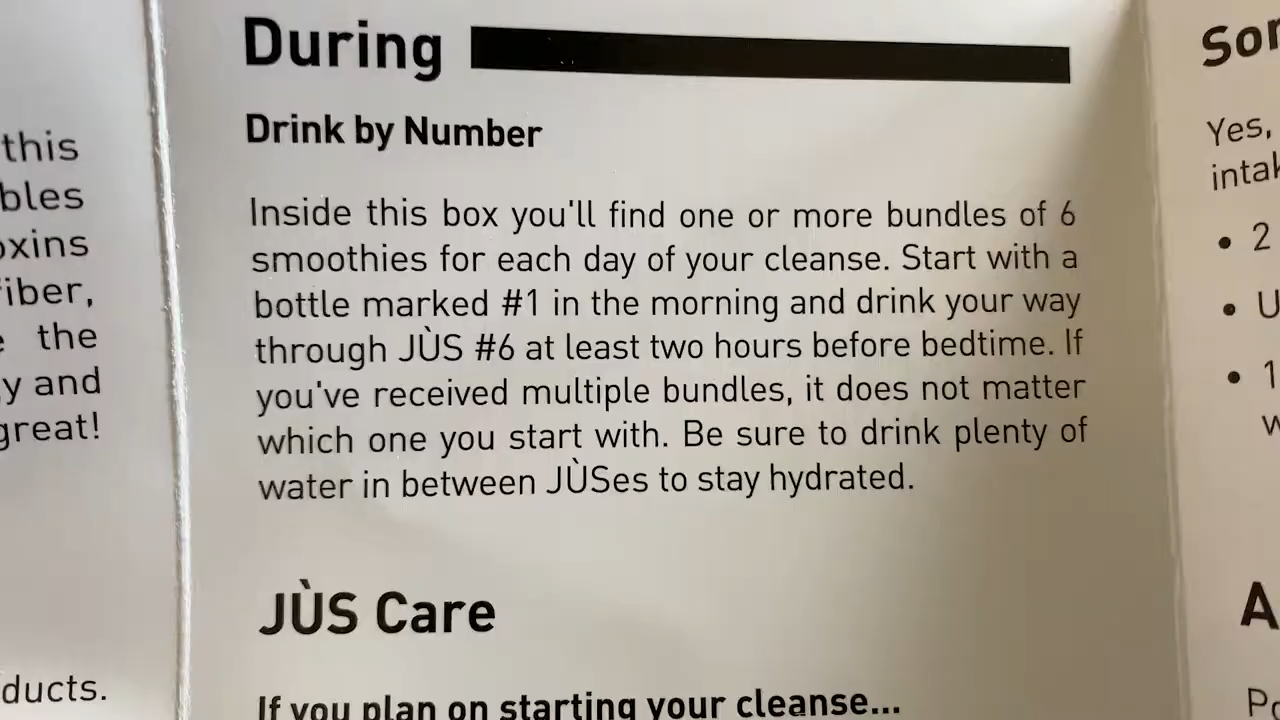 this
bles
oxins
fiber,
the
y and
great!
ducts.
During
Drink by Number
Inside this box you'll find one or more bundles of 6
smoothies for each day of your cleanse. Start with a
bottle marked #1 in the morning and drink your way
through JÙS #6 at least two hours before bedtime. If
you've received multiple bundles, it does not matter
which one you start with. Be sure to drink plenty of
water in between JÙSes to stay hydrated.
JÙS Care
If you plan on starting your cleanse...
Yes,
• 2
• U
• 1
A